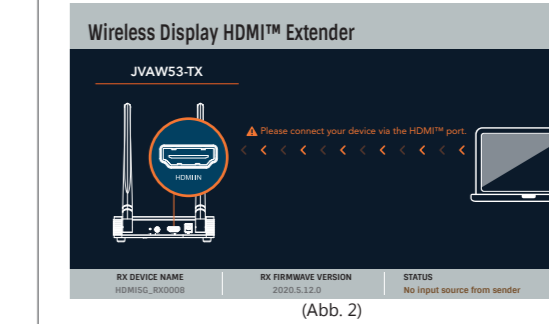 Wireless Display HDMI™ Extender
JVAW53-TX
Please connect your device via the HDMI™ port.
HDMI IN
RX DEVICE NAME
HDMI5G_RX0008
RX FIRMWAVE VERSION
2020.5.12.0
STATUS
No input source from sender
(Abb. 2)